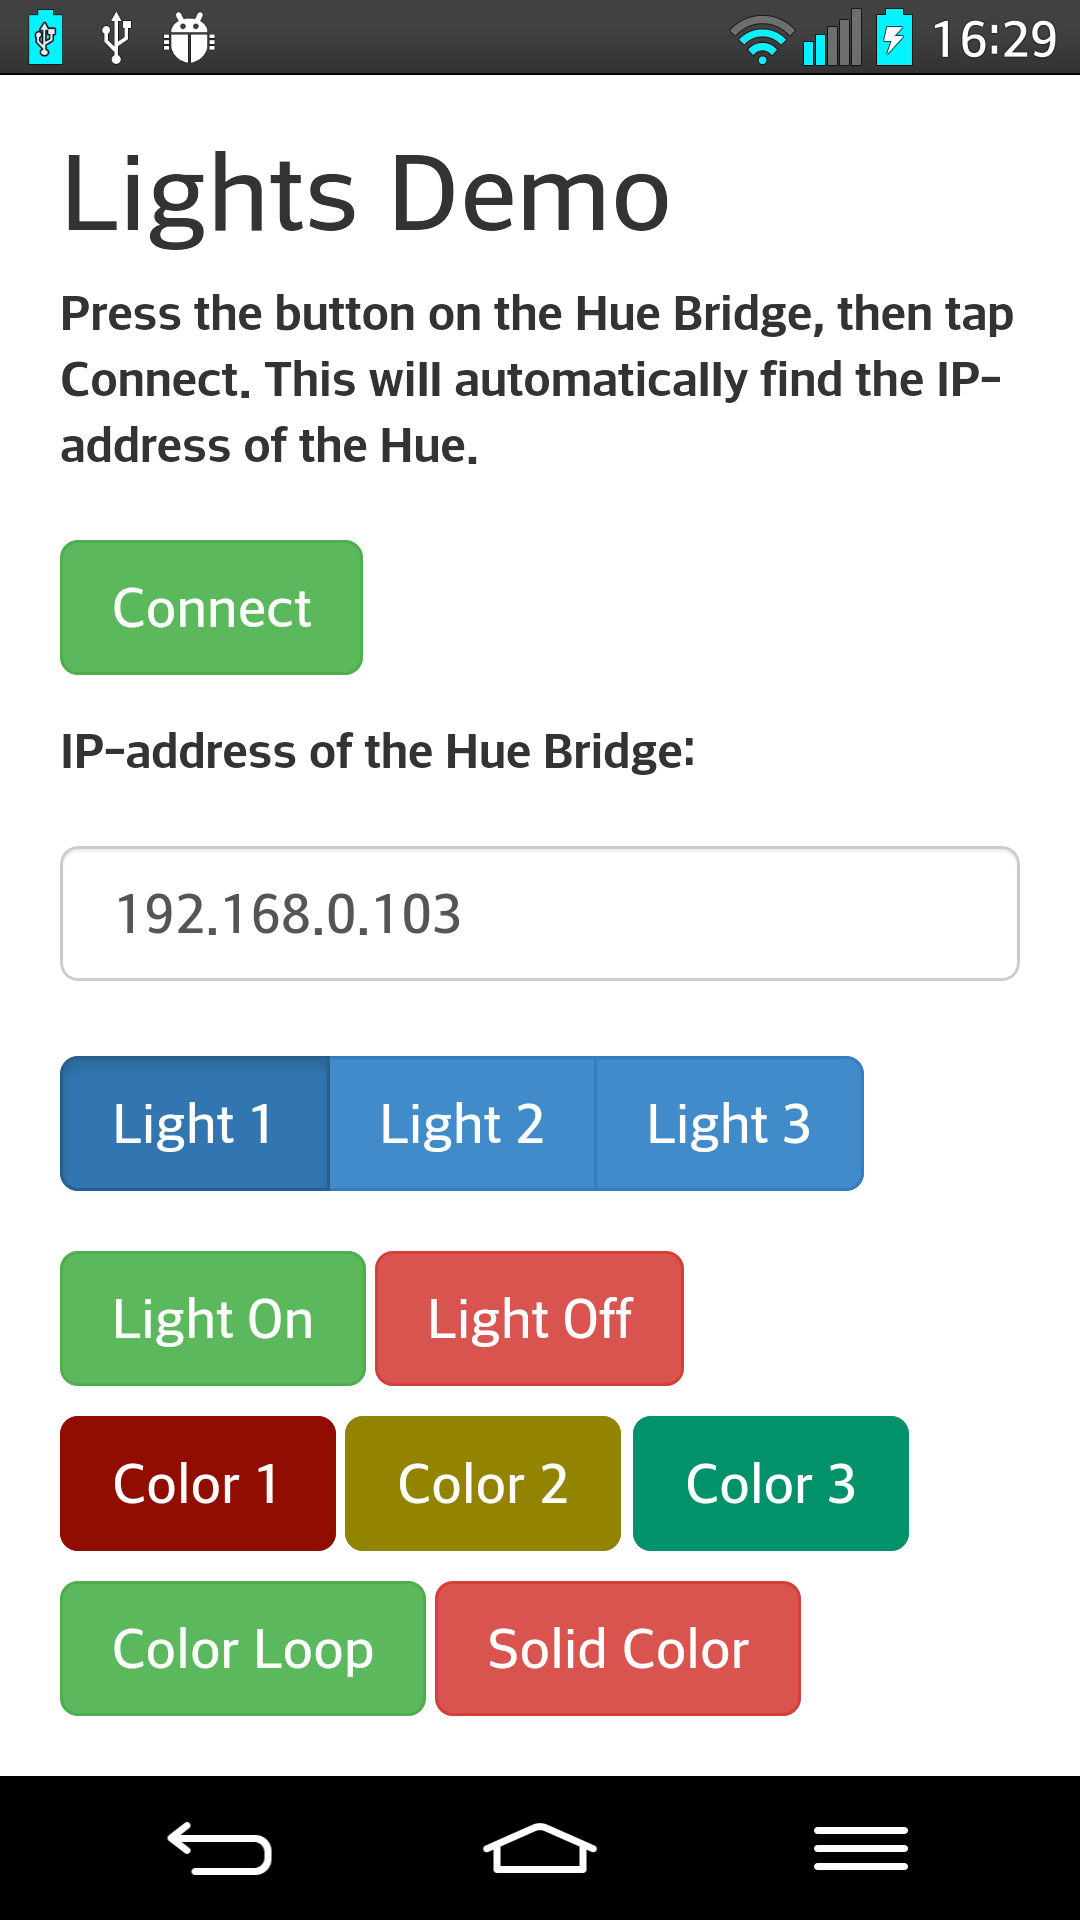 16:29
Lights Demo
Press the button on the Hue Bridge, then tap
Connect. This will automatically find the IP-
address of the Hue.
Connect
IP-address of the Hue Bridge:
192.168.0.103
Light 1 Light 2 Light 3
Light On Light Off
Color 1 Color 2 Color 3
Color Loop Solid Color